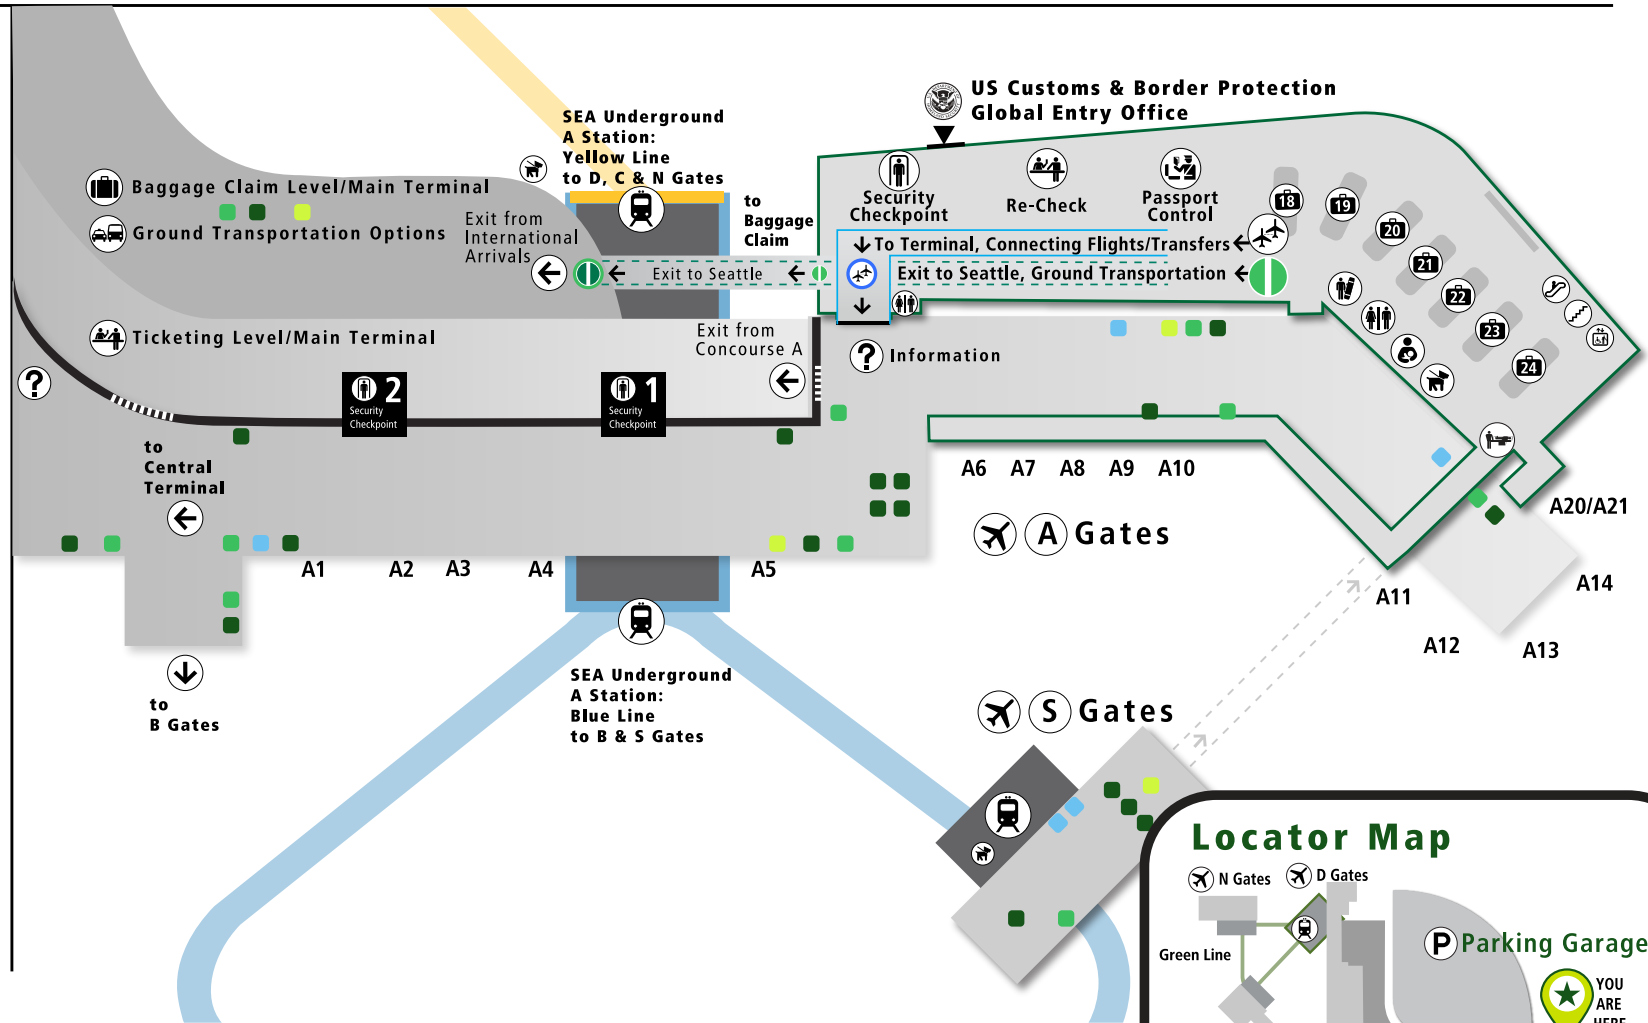 US Customs & Border Protection
Global Entry Office
SEA Underground
A Station:
Yellow Line
to D, C & N Gates
Baggage Claim Level/Main Terminal
Ground Transportation Options
Exit from
International
Arrivals
to
Baggage
Claim
Security
Checkpoint
Re-Check
Passport
Control
18
19
20
21
22
23
24
To Terminal, Connecting Flights/Transfers
Exit to Seattle
Exit to Seattle, Ground Transportation
Ticketing Level/Main Terminal
Exit from
Concourse A
? Information
?
2
Security
Checkpoint
1
Security
Checkpoint
to
Central
Terminal
A6 A7 A8 A9 A10
A20/A21
A Gates
A1 A2 A3 A4 A5
A14
A11
A12
A13
to
B Gates
SEA Underground
A Station:
Blue Line
to B & S Gates
S Gates
Locator Map
N Gates
D Gates
Green Line
P Parking Garage
YOU
ARE
HERE